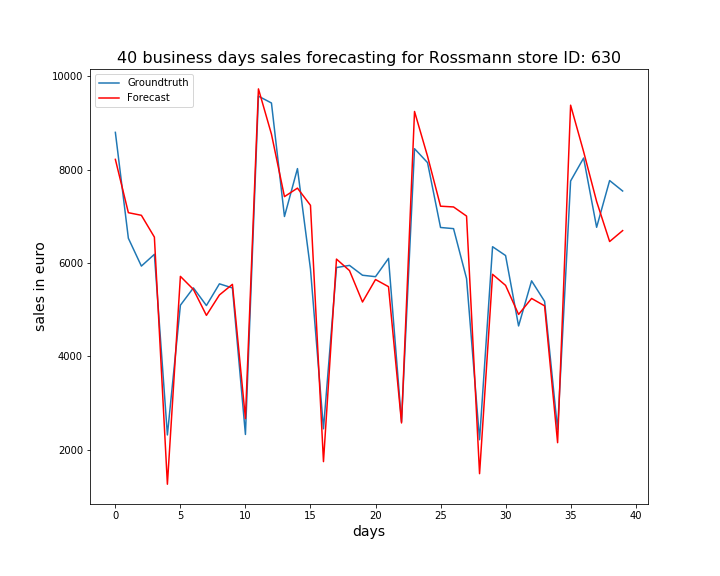 40 business days sales forecasting for Rossmann store ID: 630
Groundtruth
Forecast
sales in euro
10000
8000
6000
4000
2000
0 5 10 15 20 25 30 35 40
days